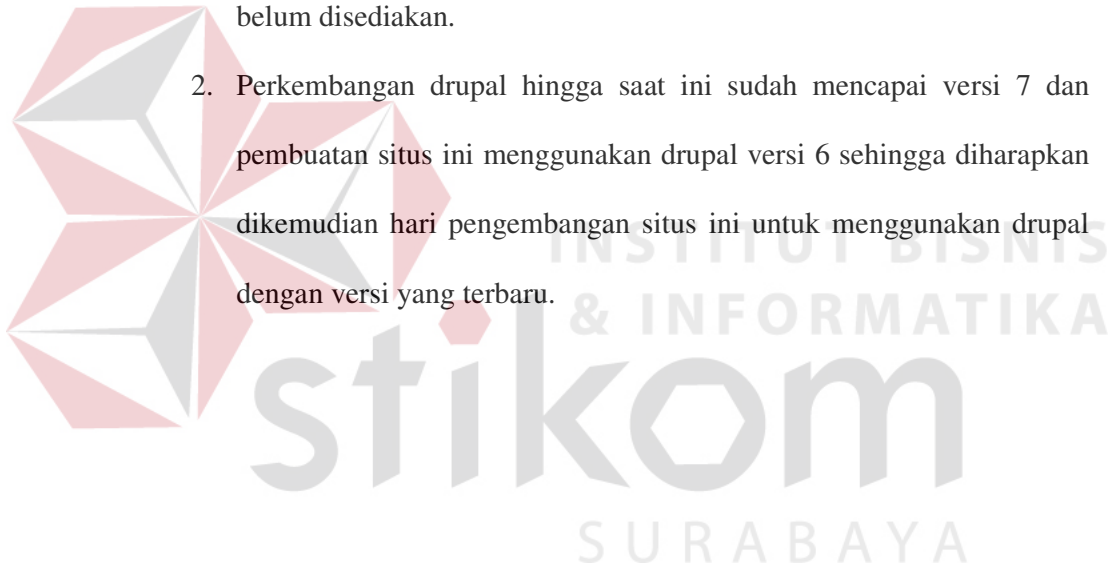 belum disediakan.
2. Perkembangan drupal hingga saat ini sudah mencapai versi 7 dan
pembuatan situs ini menggunakan drupal versi 6 sehingga diharapkan
dikemudian hari pengembangan situs ini untuk menggunakan drupal
dengan versi yang terbaru.
INSTITUT BISNIS
& INFORMATIKA
stikom
SURABAYA